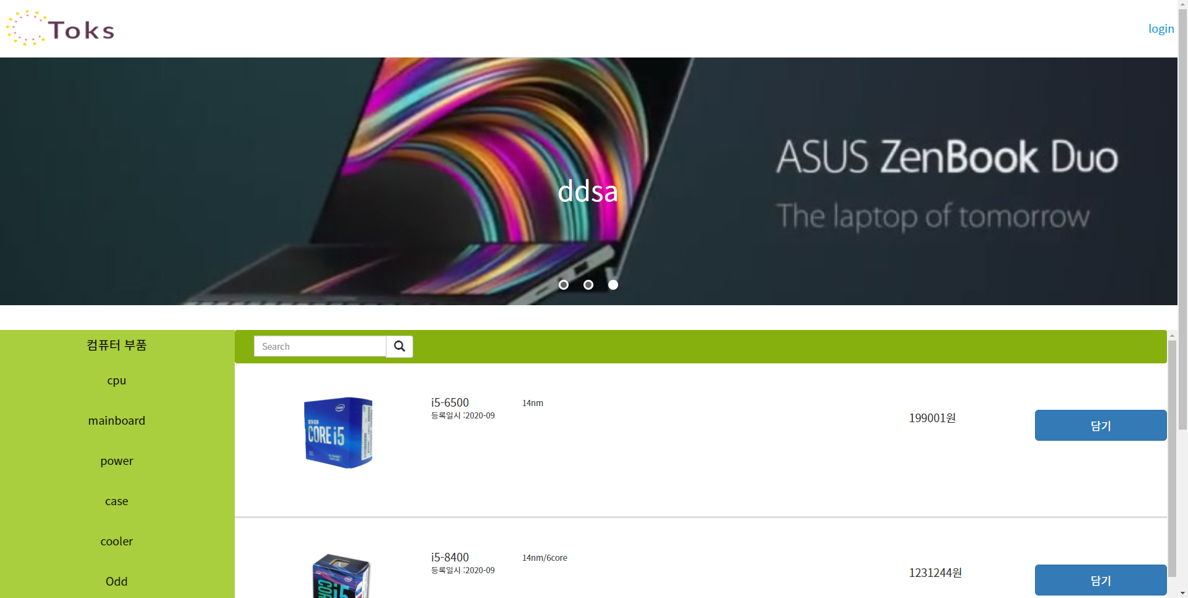 Toks
login
ASUS ZenBook Duo
ddsa
The laptop of tomorrow
컴퓨터 부품
cpu
mainboard
power
case
cooler
Odd
Search
i5-6500
14nm
등록일시 :2020-09
199001원
담기
CORE i5
i5-8400
14nm/6core
등록일시 :2020-09
1231244원
담기